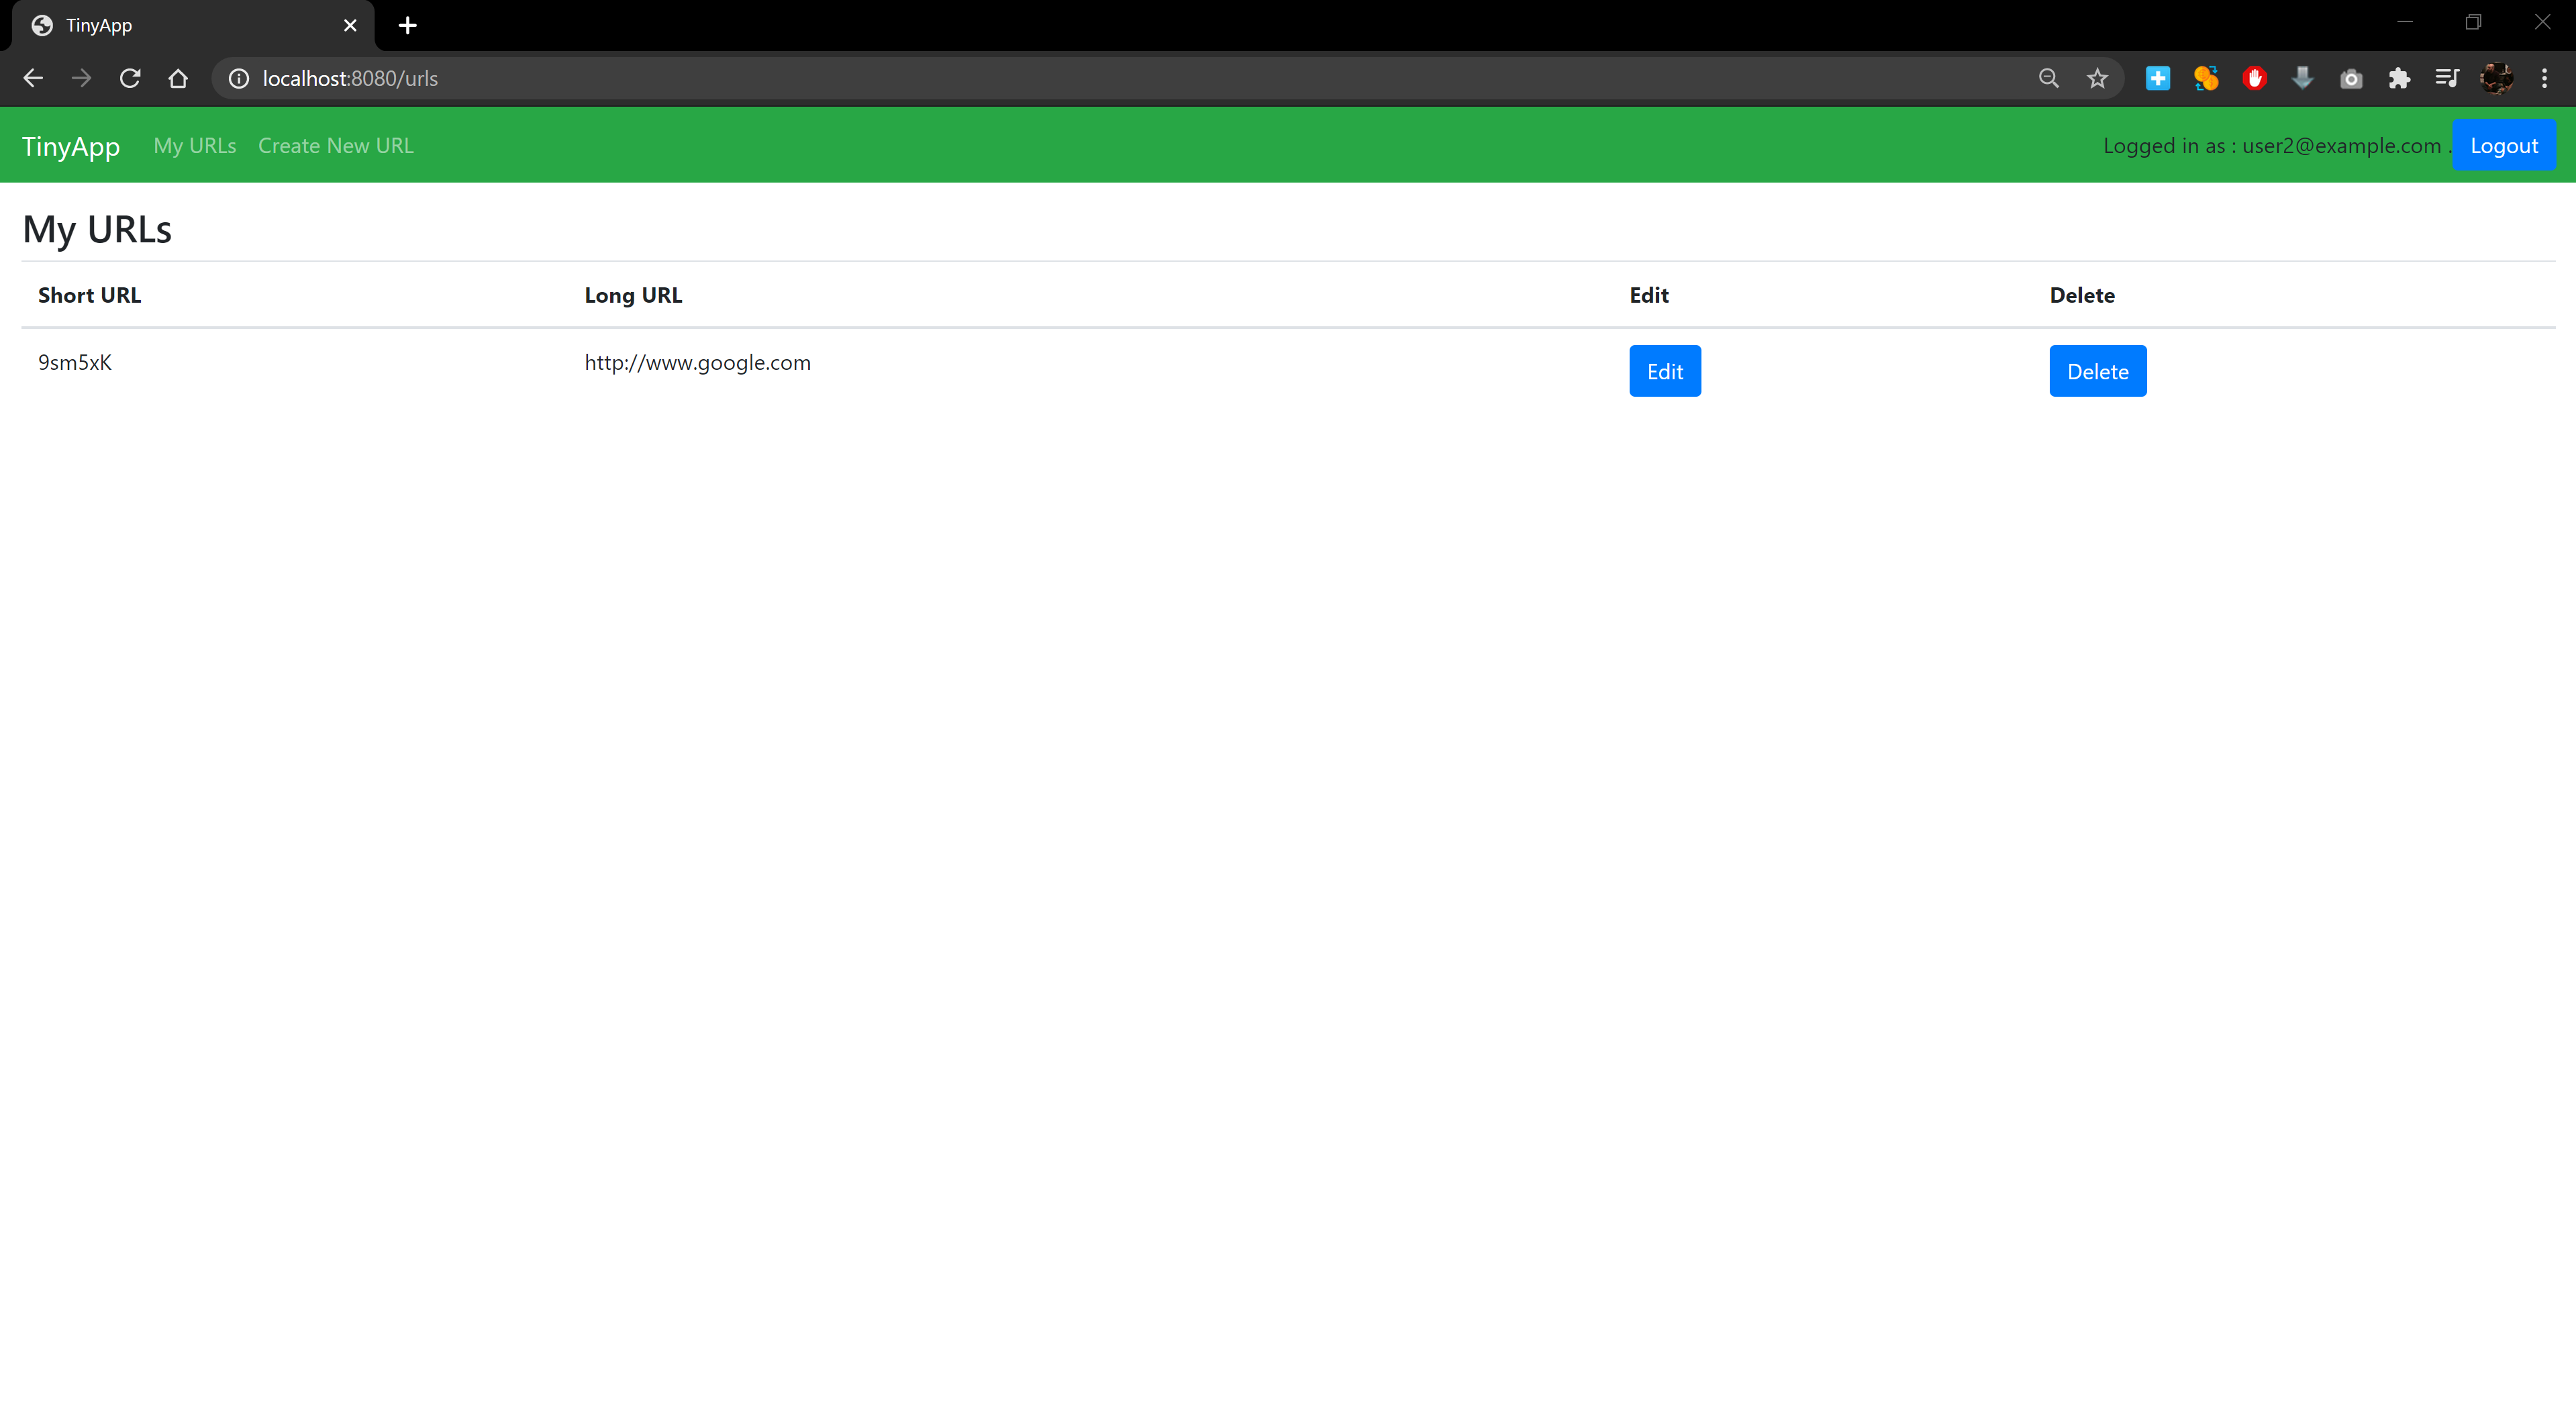 TinyApp
localhost:8080/urls
TinyApp My URLs Create New URL Logged in as : user2@example.com . Logout
My URLs
Short URL Long URL Edit Delete
9sm5xK http://www.google.com Edit Delete